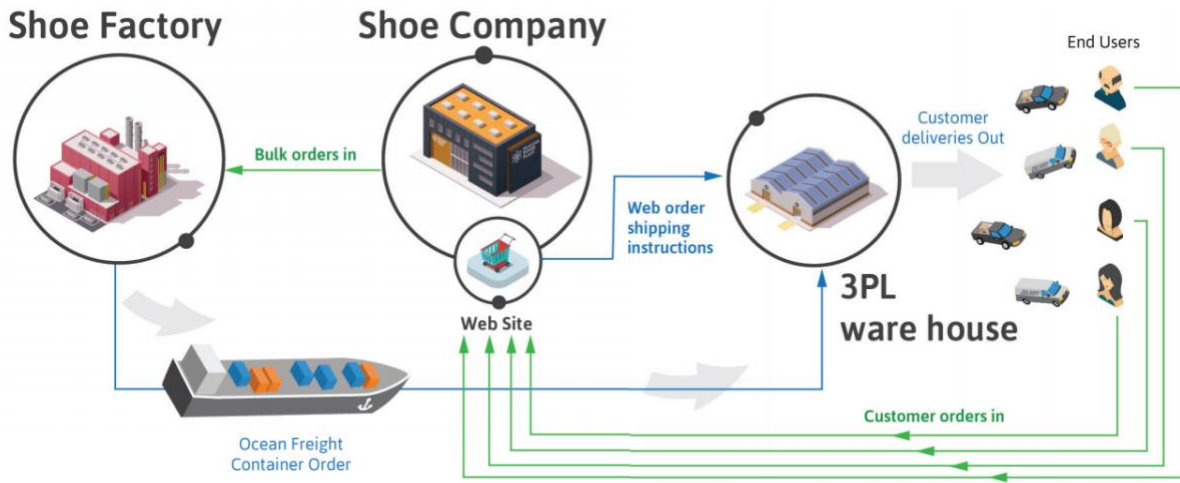 Shoe Factory
Shoe Company
End Users
Customer
deliveries Out
Bulk orders in
Web order
shipping
instructions
3PL
ware house
Web Site
Customer orders in
Ocean Freight
Container Order